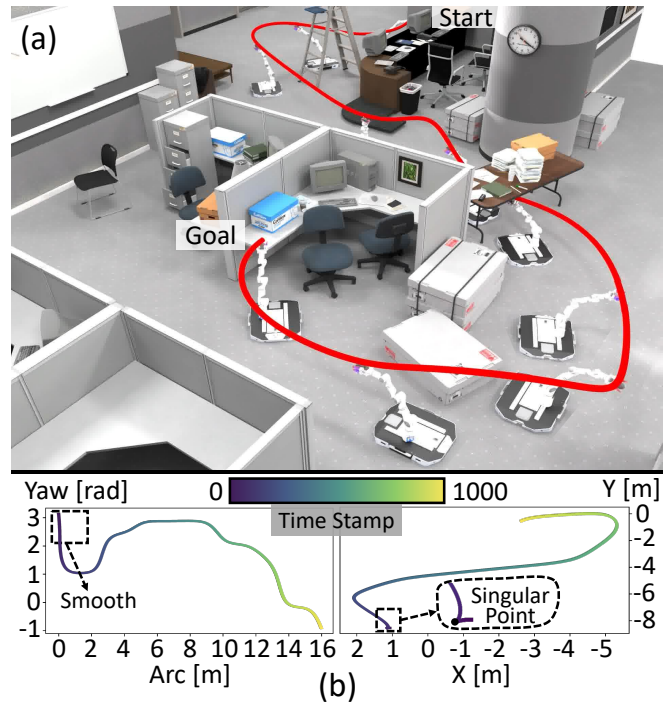 (a)
Start
Goal
Yaw [rad]
0
1000
Time Stamp
Y [m]
3
2
1
0
-1
Smooth
0 2 4 6 8 10 12 14 16
Arc [m]
Singular
Point
0
-2
-4
-6
-8
2 1 0 -1 -2 -3 -4 -5
X [m]
(b)